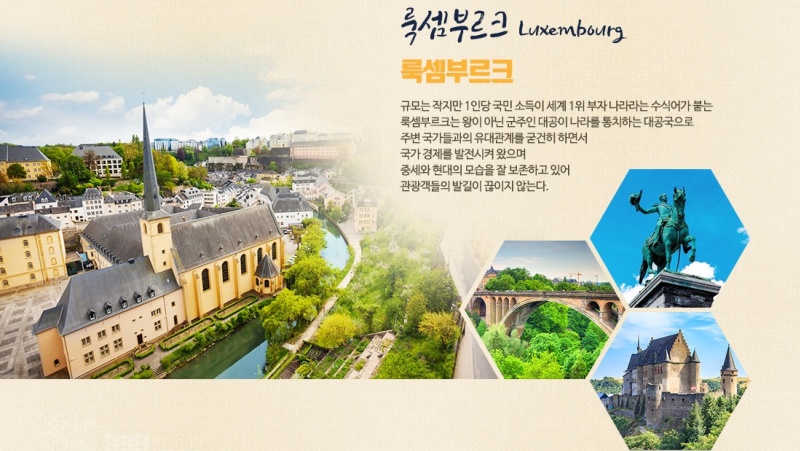 룩셈부르크 Luxembourg
룩셈부르크
규모는 작지만 1인당 국민 소득이 세계 1위 부자 나라라는 수식어가 붙는
룩셈부르크는 왕이 아닌 군주인 대공이 나라를 통치하는 대공국으로
주변 국가들과의 유대관계를 굳건히 하면서
국가 경제를 발전시켜 왔으며
중세와 현대의 모습을 잘 보존하고 있어
관광객들의 발길이 끊이지 않는다.